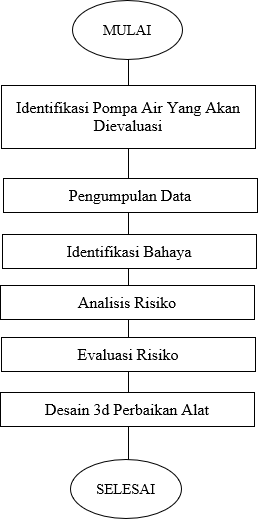 MULAI
Identifikasi Pompa Air Yang Akan
Dievaluasi
Pengumpulan Data
Identifikasi Bahaya
Analisis Risiko
Evaluasi Risiko
Desain 3d Perbaikan Alat
SELESAI